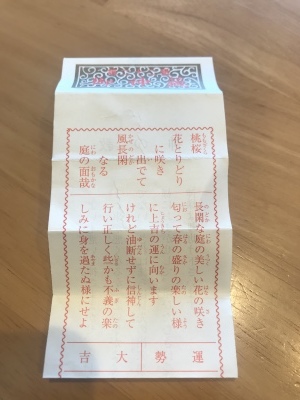 桃桜
花とりどり
に咲き
出でて
風長閑
なる
庭の面哉
長閑な庭の美しい花の咲き
匂って春の盛りの楽しい様
に上吉の運に向います
けれど油断せずに信神して
行い正しく些かも不義の楽
しみに身を過たぬ様にせよ
運勢大吉